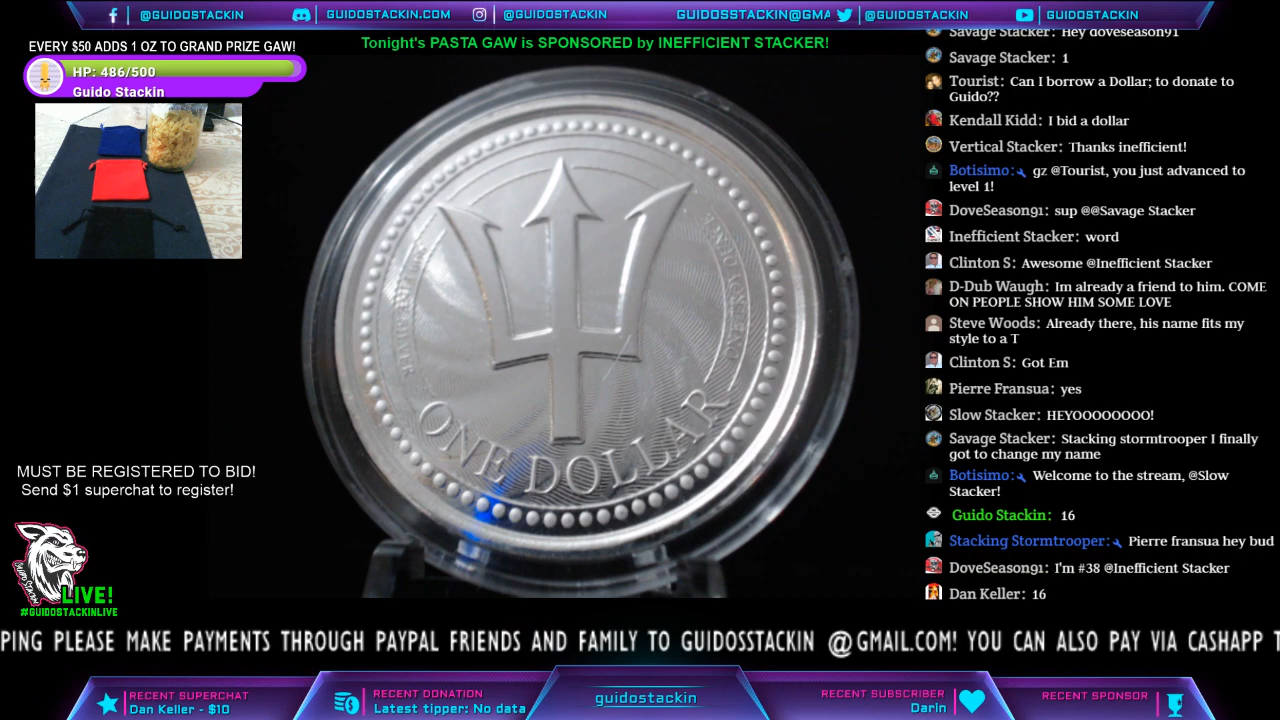 @GUIDOSTACKIN
GUIDOSTACKIN.COM
@GUIDOSTACKIN
GUIDOSSTACKIN@GMA
@GUIDOSTACKIN
GUIDOSTACKIN
EVERY $50 ADDS 1 OZ TO GRAND PRIZE GAW!
HP: 486/500
Guido Stackin
Tonight's PASTA GAW is SPONSORED by INEFFICIENT STACKER!
ONE DOLLAR
MUST BE REGISTERED TO BID!
Send $1 superchat to register!
LIVE!
#GUIDOSTACKINLIVE
Savage Stacker: Hey doveseason91
Savage Stacker: 1
Tourist: Can I borrow a Dollar; to donate to
Guido??
Kendall Kidd: I bid a dollar
Vertical Stacker: Thanks inefficient!
Botisimo: gz @Tourist, you just advanced to
level 1!
DoveSeason91: sup @@Savage Stacker
Inefficient Stacker: word
Clinton S: Awesome @Inefficient Stacker
D-Dub Waugh: Im already a friend to him. COME
ON PEOPLE SHOW HIM SOME LOVE
Steve Woods: Already there, his name fits my
style to a T
Clinton S: Got Em
Pierre Fransua: yes
Slow Stacker: HEYOOOOOOOO!
Savage Stacker: Stacking stormtrooper I finally
got to change my name
Botisimo: Welcome to the stream, @Slow
Stacker!
Guido Stackin: 16
Stacking Stormtrooper: Pierre fransua hey bud
DoveSeason91: I'm #38 @Inefficient Stacker
Dan Keller: 16
PING PLEASE MAKE PAYMENTS THROUGH PAYPAL FRIENDS AND FAMILY TO GUIDOSSTACKIN @GMAIL.COM! YOU CAN ALSO PAY VIA CASHAPP T
RECENT SUPERCHAT
Dan Keller - $10
RECENT DONATION
Latest tipper: No data
guidostackin
RECENT SUBSCRIBER
Darin
RECENT SPONSOR